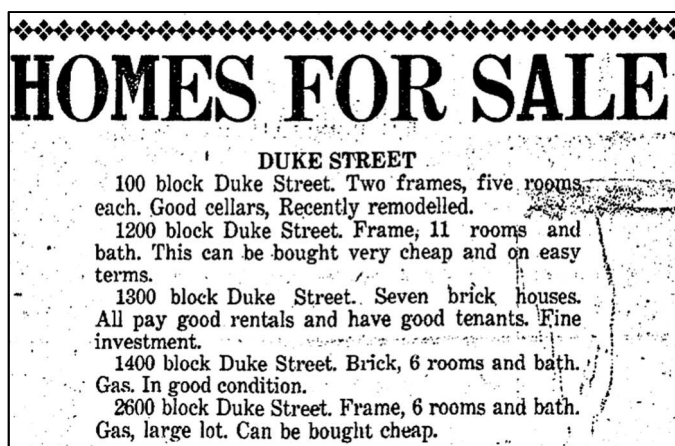 HOMES FOR SALE
DUKE STREET
100 block Duke Street. Two frames, five rooms
each. Good cellars, Recently remodelled.
1200 block Duke Street. Frame, 11 rooms and
bath. This can be bought very cheap and on easy
terms.
1300 block Duke Street. Seven brick houses.
All pay good rentals and have good tenants. Fine
investment.
1400 block Duke Street. Brick, 6 rooms and bath.
Gas. In good condition.
2600 block Duke Street. Frame, 6 rooms and bath.
Gas, large lot. Can be bought cheap.